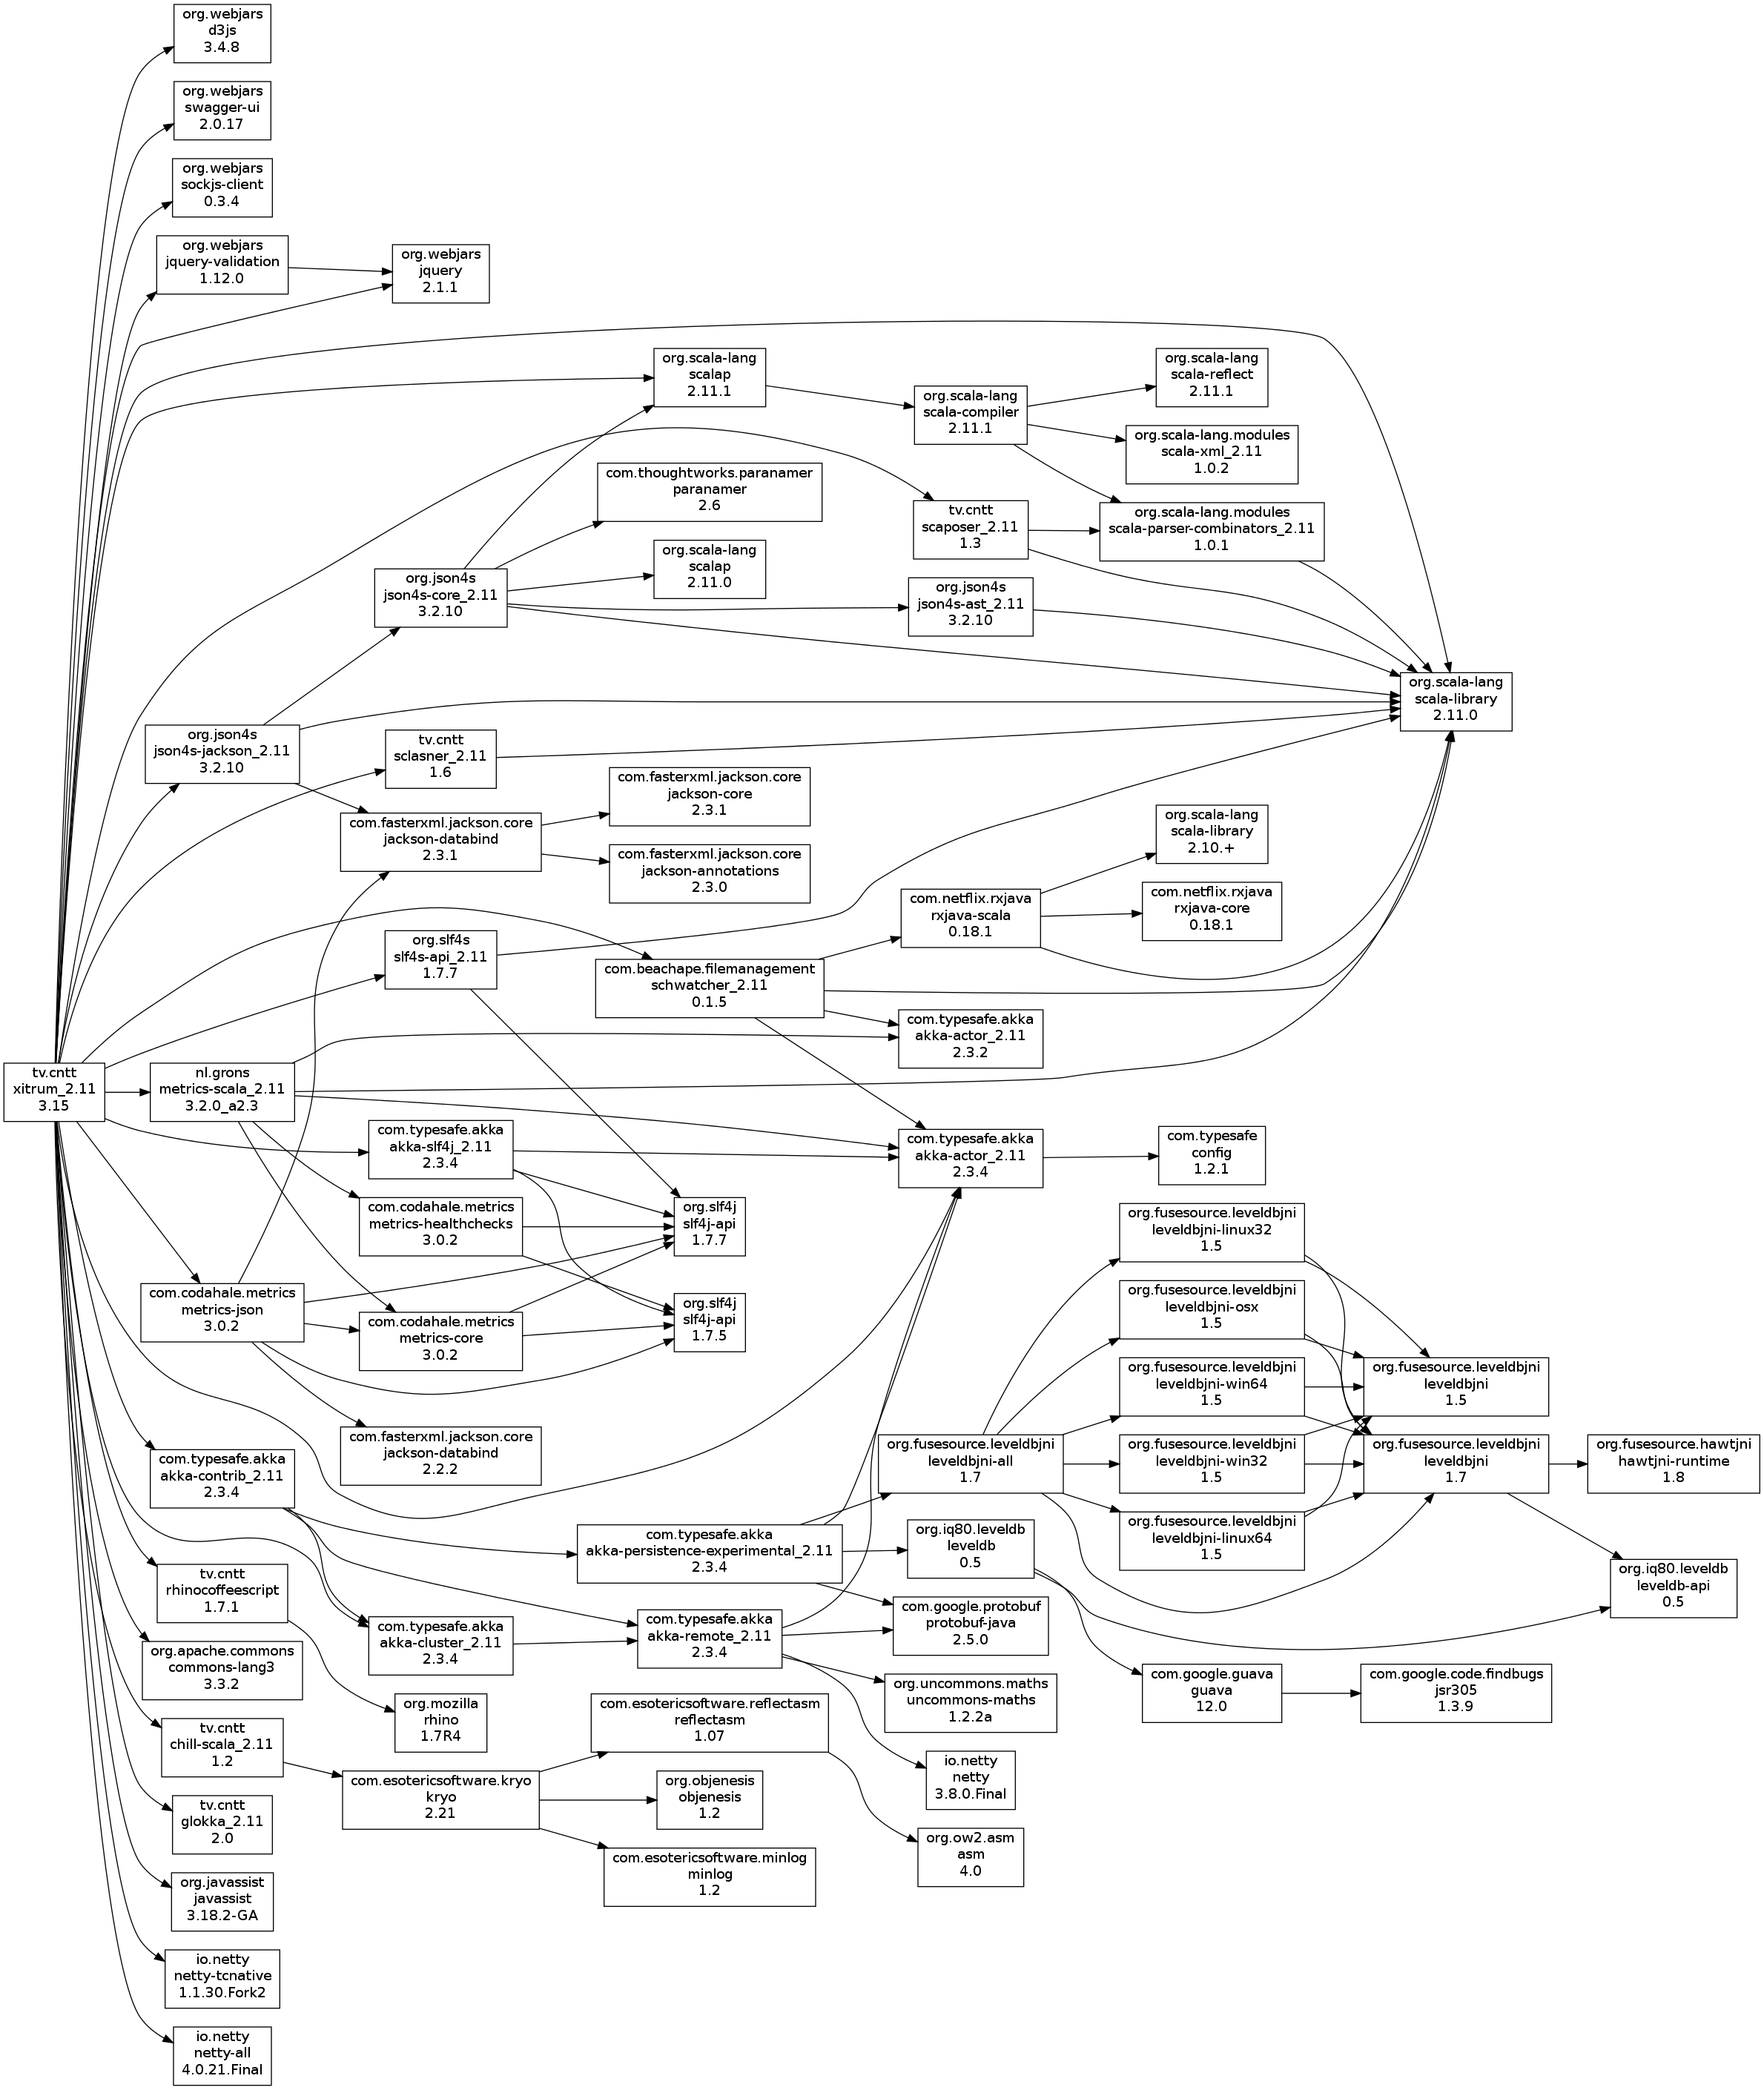 org.webjars
d3js
3.4.8
org.webjars
swagger-ui
2.0.17
org.webjars
sockjs-client
0.3.4
org.webjars
jquery-validation
1.12.0
org.webjars
jquery
2.1.1
org.scala-lang
scalap
2.11.1
org.scala-lang
scala-compiler
2.11.1
org.scala-lang
scala-reflect
2.11.1
org.scala-lang.modules
scala-xml_2.11
1.0.2
com.thoughtworks.paranamer
paranamer
2.6
tv.cntt
scaposer_2.11
1.3
org.scala-lang.modules
scala-parser-combinators_2.11
1.0.1
org.scala-lang
scalap
2.11.0
org.json4s
json4s-core_2.11
3.2.10
org.json4s
json4s-ast_2.11
3.2.10
org.scala-lang
scala-library
2.11.0
org.json4s
json4s-jackson_2.11
3.2.10
tv.cntt
sclasner_2.11
1.6
com.fasterxml.jackson.core
jackson-core
2.3.1
com.fasterxml.jackson.core
jackson-databind
2.3.1
com.fasterxml.jackson.core
jackson-annotations
2.3.0
org.scala-lang
scala-library
2.10.+
com.netflix.rxjava
rxjava-scala
0.18.1
com.netflix.rxjava
rxjava-core
0.18.1
org.slf4s
slf4s-api_2.11
1.7.7
com.beachape.filemanagement
schwatcher_2.11
0.1.5
com.typesafe.akka
akka-actor_2.11
2.3.2
tv.cntt
xitrum_2.11
3.15
nl.grons
metrics-scala_2.11
3.2.0_a2.3
com.typesafe.akka
akka-slf4j_2.11
2.3.4
com.typesafe.akka
akka-actor_2.11
2.3.4
com.typesafe
config
1.2.1
com.codahale.metrics
metrics-healthchecks
3.0.2
org.slf4j
slf4j-api
1.7.7
org.fusesource.leveldbjni
leveldbjni-linux32
1.5
com.codahale.metrics
metrics-json
3.0.2
com.codahale.metrics
metrics-core
3.0.2
org.slf4j
slf4j-api
1.7.5
org.fusesource.leveldbjni
leveldbjni-osx
1.5
org.fusesource.leveldbjni
leveldbjni-win64
1.5
org.fusesource.leveldbjni
leveldbjni
1.5
com.fasterxml.jackson.core
jackson-databind
2.2.2
com.typesafe.akka
akka-contrib_2.11
2.3.4
org.fusesource.leveldbjni
leveldbjni-all
1.7
org.fusesource.leveldbjni
leveldbjni-win32
1.5
org.fusesource.leveldbjni
leveldbjni
1.7
org.fusesource.hawtjni
hawtjni-runtime
1.8
com.typesafe.akka
akka-persistence-experimental_2.11
2.3.4
org.iq80.leveldb
leveldb
0.5
org.fusesource.leveldbjni
leveldbjni-linux64
1.5
org.iq80.leveldb
leveldb-api
0.5
tv.cntt
rhinocoffeescript
1.7.1
com.typesafe.akka
akka-cluster_2.11
2.3.4
com.typesafe.akka
akka-remote_2.11
2.3.4
com.google.protobuf
protobuf-java
2.5.0
org.apache.commons
commons-lang3
3.3.2
org.uncommons.maths
uncommons-maths
1.2.2a
com.google.guava
guava
12.0
com.google.code.findbugs
jsr305
1.3.9
org.mozilla
rhino
1.7R4
com.esotericsoftware.reflectasm
reflectasm
1.07
tv.cntt
chill-scala_2.11
1.2
io.netty
netty
3.8.0.Final
com.esotericsoftware.kryo
kryo
2.21
org.objenesis
objenesis
1.2
tv.cntt
glokka_2.11
2.0
org.ow2.asm
asm
4.0
com.esotericsoftware.minlog
minlog
1.2
org.javassist
javassist
3.18.2-GA
io.netty
netty-tcnative
1.1.30.Fork2
io.netty
netty-all
4.0.21.Final